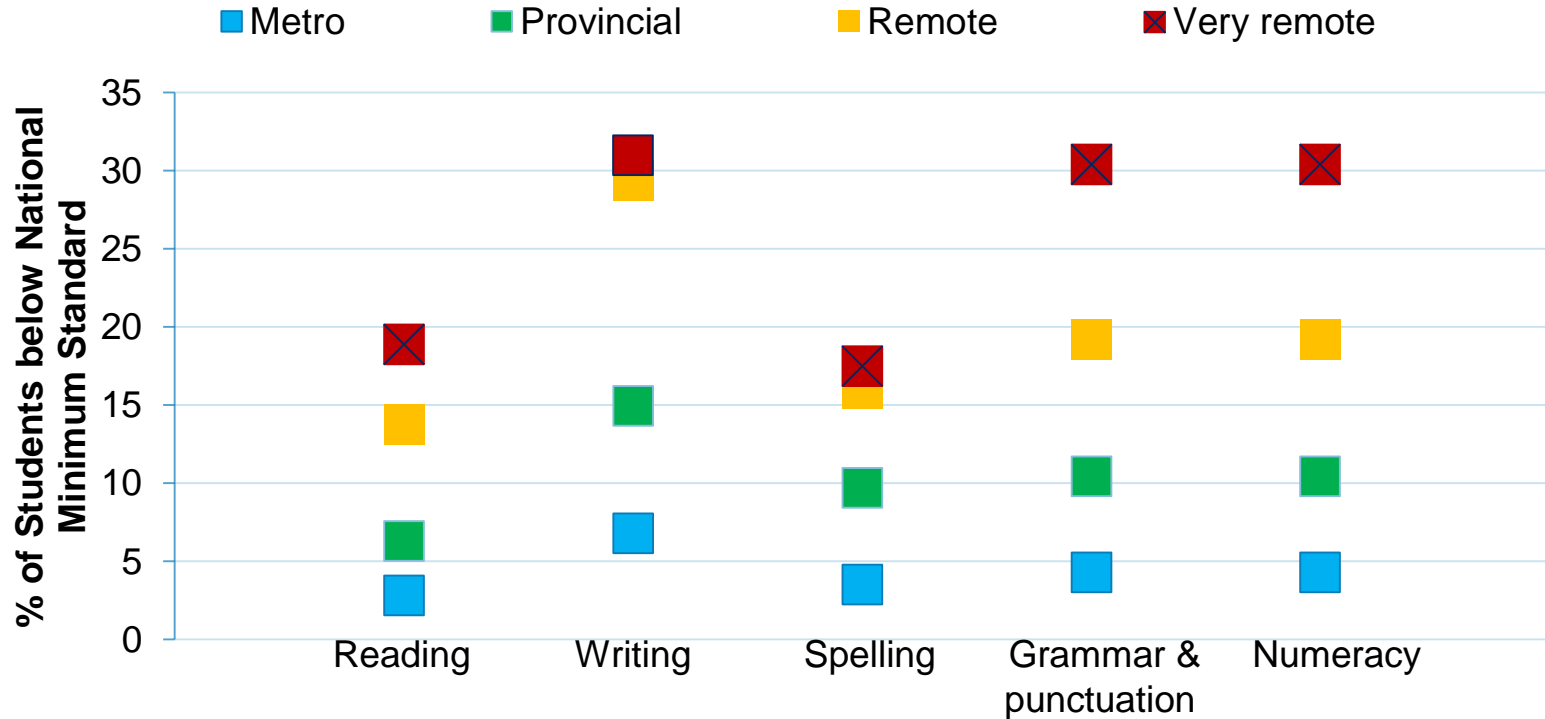 Metro Provincial Remote Very remote
% of Students below National
Minimum Standard
35
30
25
20
15
10
5
0
Reading Writing Spelling Grammar & Numeracy
punctuation